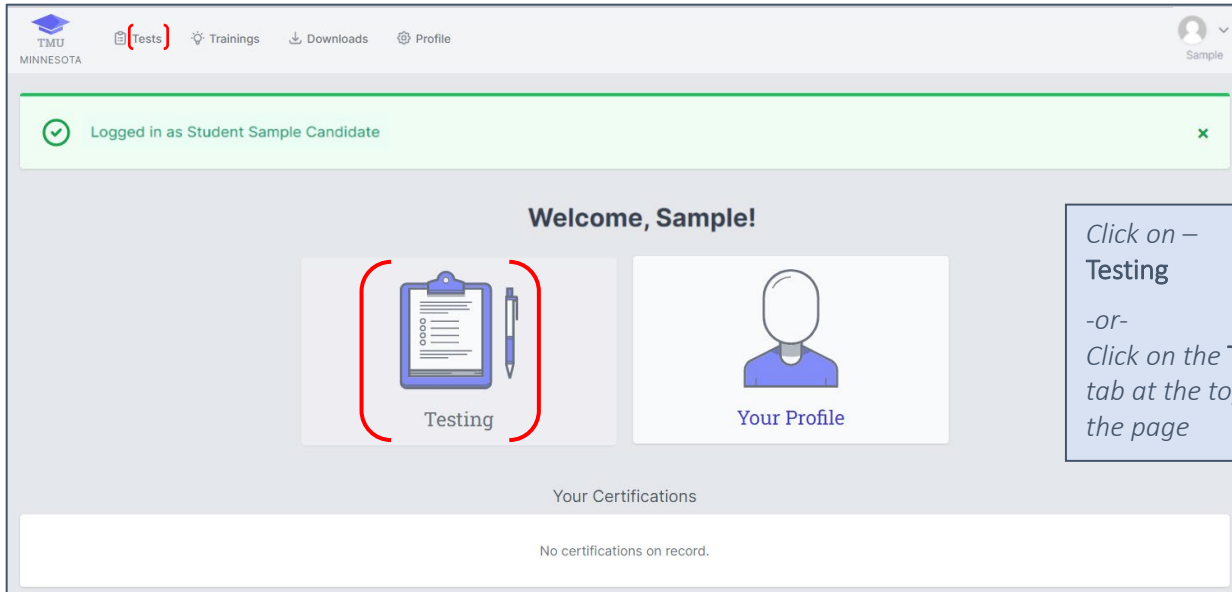 TMU
MINNESOTA
Tests Trainings Downloads Profile
Sample
Logged in as Student Sample Candidate
Welcome, Sample!
Testing
Your Profile
Click on –
Testing
-or-
Click on the
tab at the
the page
Your Certifications
No certifications on record.